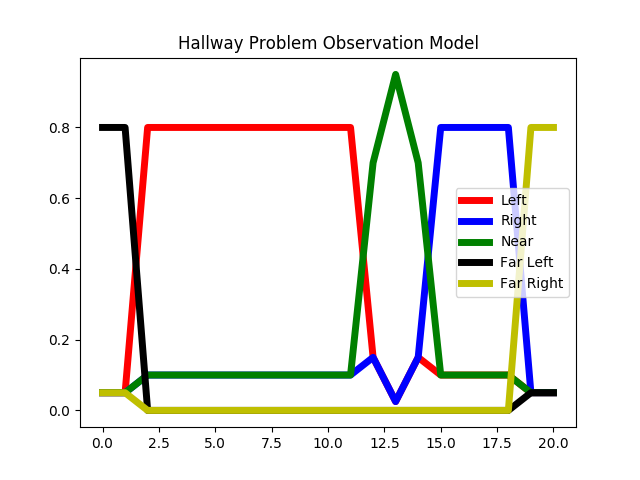 Hallway Problem Observation Model
0.8
0.6
0.4
0.2
0.0
Left
Right
Near
Far Left
Far Right
0.0 2.5 5.0 7.5 10.0 12.5 15.0 17.5 20.0